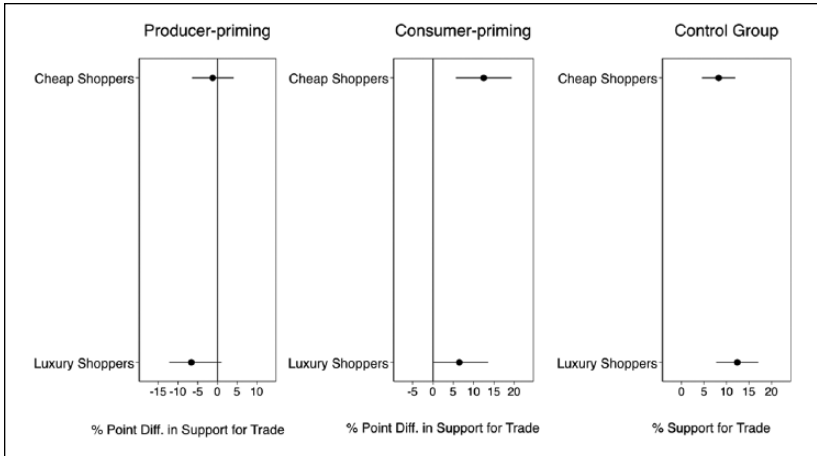 Producer-priming
Consumer-priming
Control Group
Cheap Shoppers
Cheap Shoppers
Cheap Shoppers
Luxury Shoppers
Luxury Shoppers
Luxury Shoppers
-15 -10 -5 0 5 10
-5 0 5 10 15 20
0 5 10 15 20
% Point Diff. in Support for Trade
% Point Diff. in Support for Trade
% Support for Trade